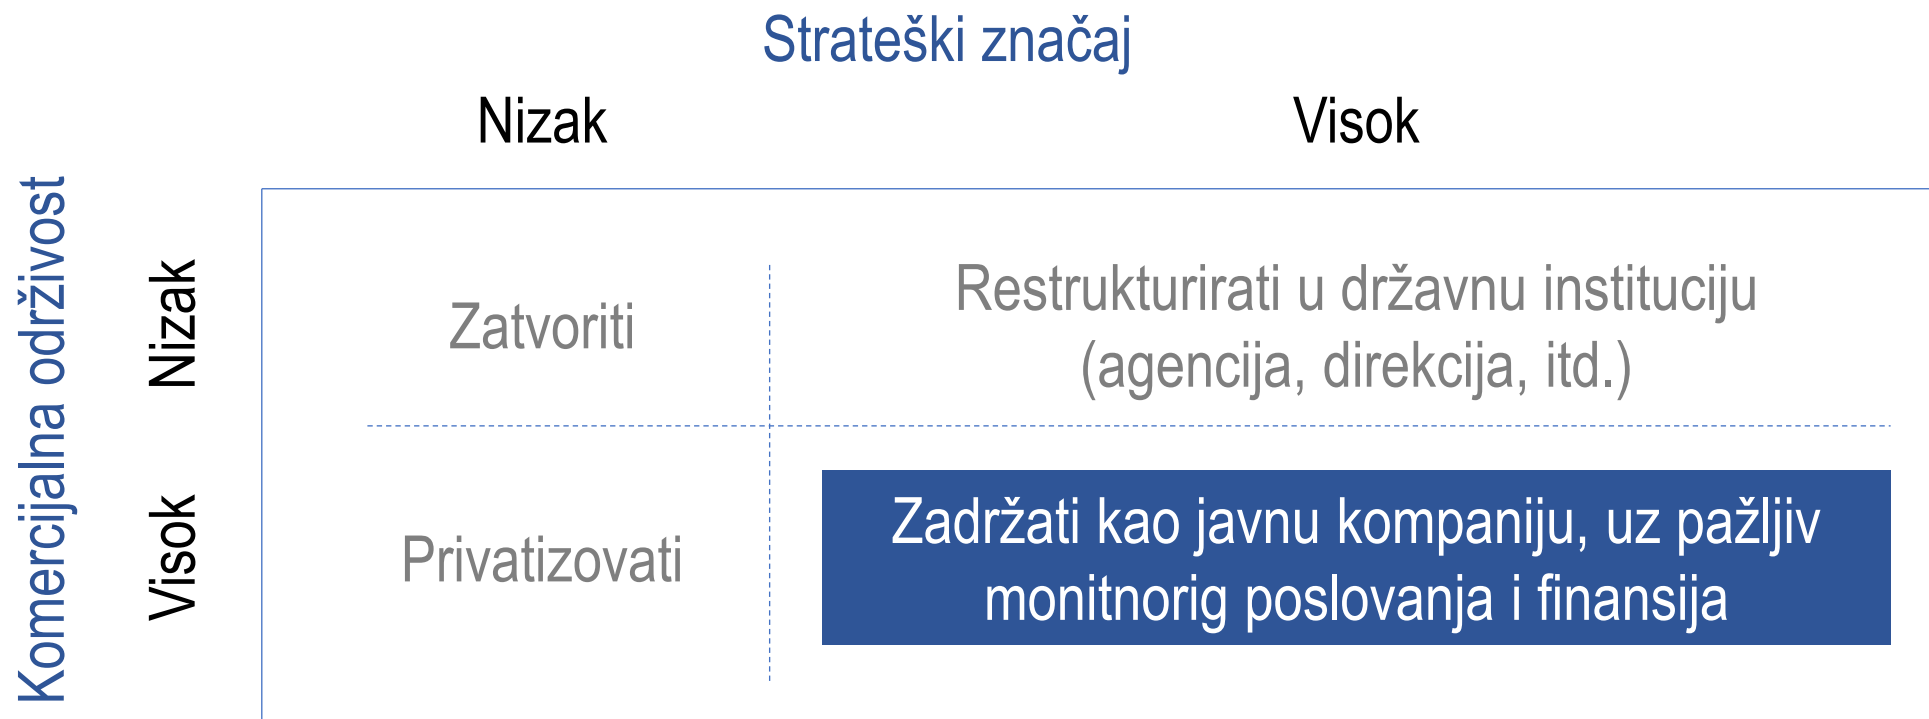 Strateški značaj
Nizak
Visok
Komercijalna održivost
Nizak
Zatvoriti
Restrukturirati u državnu instituciju
(agencija, direkcija, itd.)
Visok
Privatizovati
Zadržati kao javnu kompaniju, uz pažljiv
monitnorig poslovanja i finansija